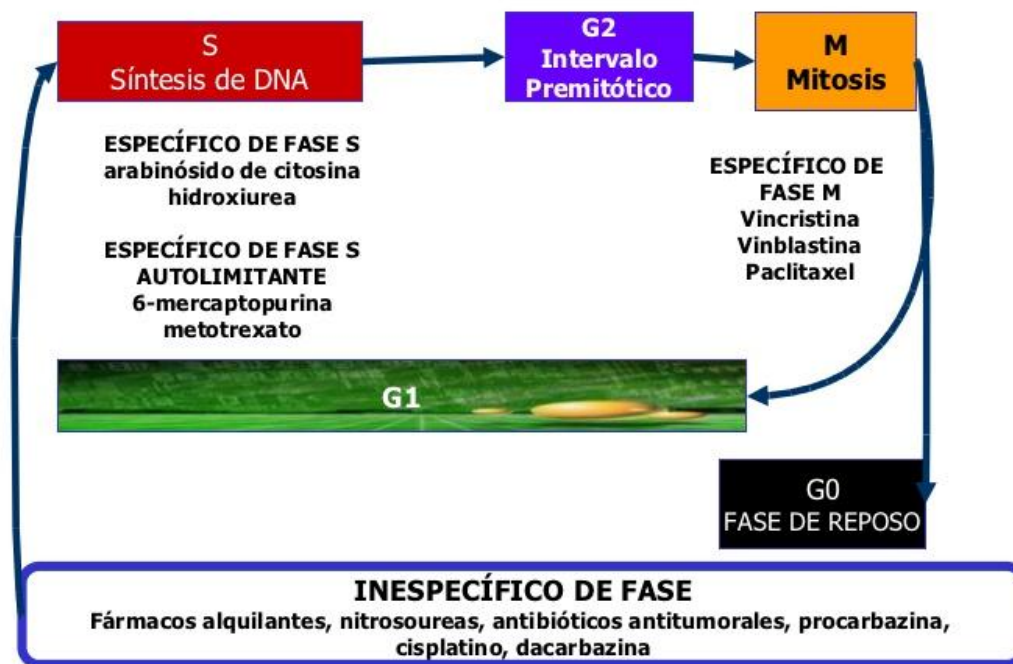 S
Síntesis de DNA
G2
Intervalo
Premitótico
M
Mitosis
ESPECÍFICO DE FASE S
arabinósido de citosina
hidroxiurea
ESPECÍFICO DE FASE S
AUTOLIMITANTE
6-mercaptopurina
metotrexato
ESPECÍFICO DE
FASE M
Vincristina
Vinblastina
Paclitaxel
G1
G0
FASE DE REPOSO
INESPECÍFICO DE FASE
Fármacos alquilantes, nitrosoureas, antibióticos antitumorales, procarbazina,
cisplatino, dacarbazina